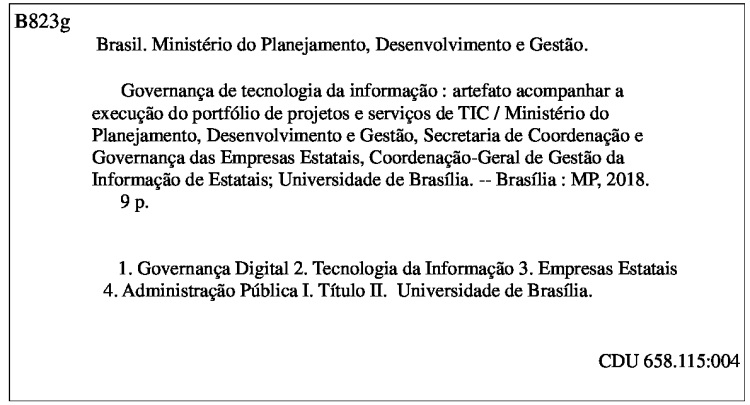 B823g
Brasil. Ministério do Planejamento, Desenvolvimento e Gestão.
Governança de tecnologia da informação : artefato acompanhar a
execução do portfólio de projetos e serviços de TIC / Ministério do
Planejamento, Desenvolvimento e Gestão, Secretaria de Coordenação e
Governança das Empresas Estatais, Coordenação-Geral de Gestão da
Informação de Estatais; Universidade de Brasília. -- Brasília : MP, 2018.
9 p.
1. Governança Digital 2. Tecnologia da Informação 3. Empresas Estatais
4. Administração Pública I. Título II. Universidade de Brasília.
CDU 658.115:004